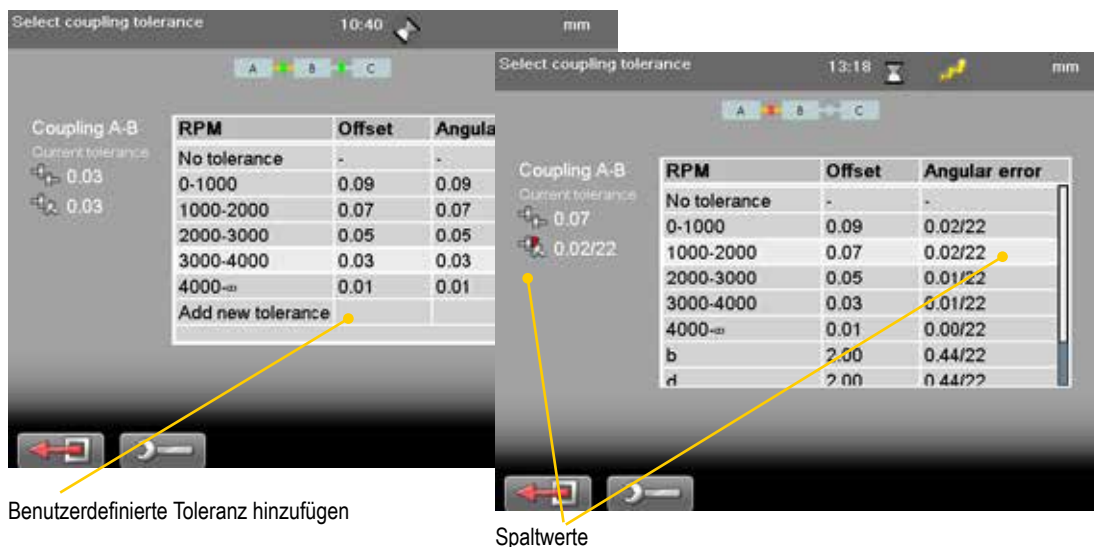 Select coupling tolerance 10:40 mm
A B C
Coupling A-B
Current tolerance
0.03
0.03
RPM Offset Angula
No tolerance - -
0-1000 0.09 0.09
1000-2000 0.07 0.07
2000-3000 0.05 0.05
3000-4000 0.03 0.03
4000-∞ 0.01 0.01
Add new tolerance
Benutzerdefinierte Toleranz hinzufügen
Select coupling tolerance 13:18 mm
A B C
Coupling A-B
Current tolerance
0.07
0.02/22
RPM Offset Angular error
No tolerance - -
0-1000 0.09 0.02/22
1000-2000 0.07 0.02/22
2000-3000 0.05 0.01/22
3000-4000 0.03 0.01/22
4000-∞ 0.01 0.00/22
b 2.00 0.44/22
d 2.00 0.44/22
Spaltwerte